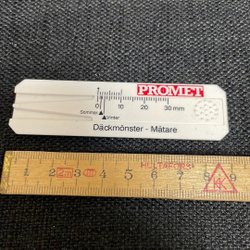 PROMET
0 10 20 30 mm
Sommar
Vinter
Däckmönster - Mätare
HULTAFORS
1 2 3 4 5 6 7 8 9